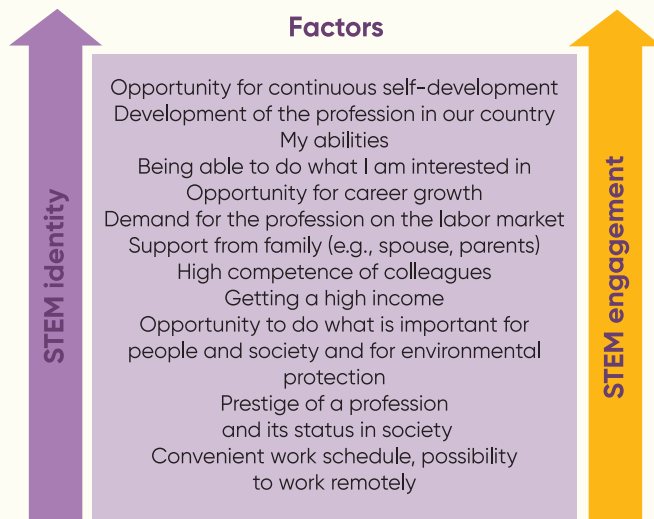 Factors
Opportunity for continuous self-development
Development of the profession in our country
My abilities
Being able to do what I am interested in
Opportunity for career growth
Demand for the profession on the labor market
Support from family (e.g., spouse, parents)
High competence of colleagues
Getting a high income
Opportunity to do what is important for
people and society and for environmental
protection
Prestige of a profession
and its status in society
Convenient work schedule, possibility
to work remotely
STEM identity
STEM engagement